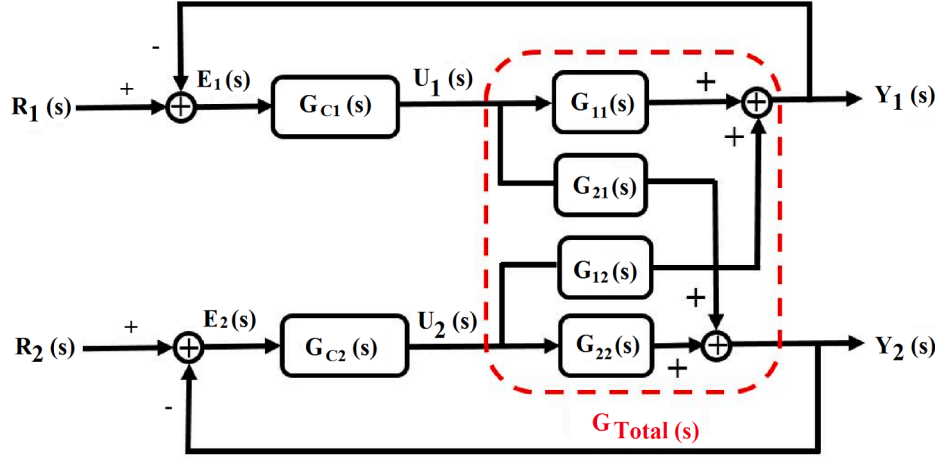 -
E1(s)
U1(s)
+
R1(s)
GC1(s)
G11(s)
+
Y1(s)
+
G21(s)
G12(s)
+
E2(s)
U2(s)
+
R2(s)
GC2(s)
G22(s)
+
Y2(s)
-
GTotal(s)